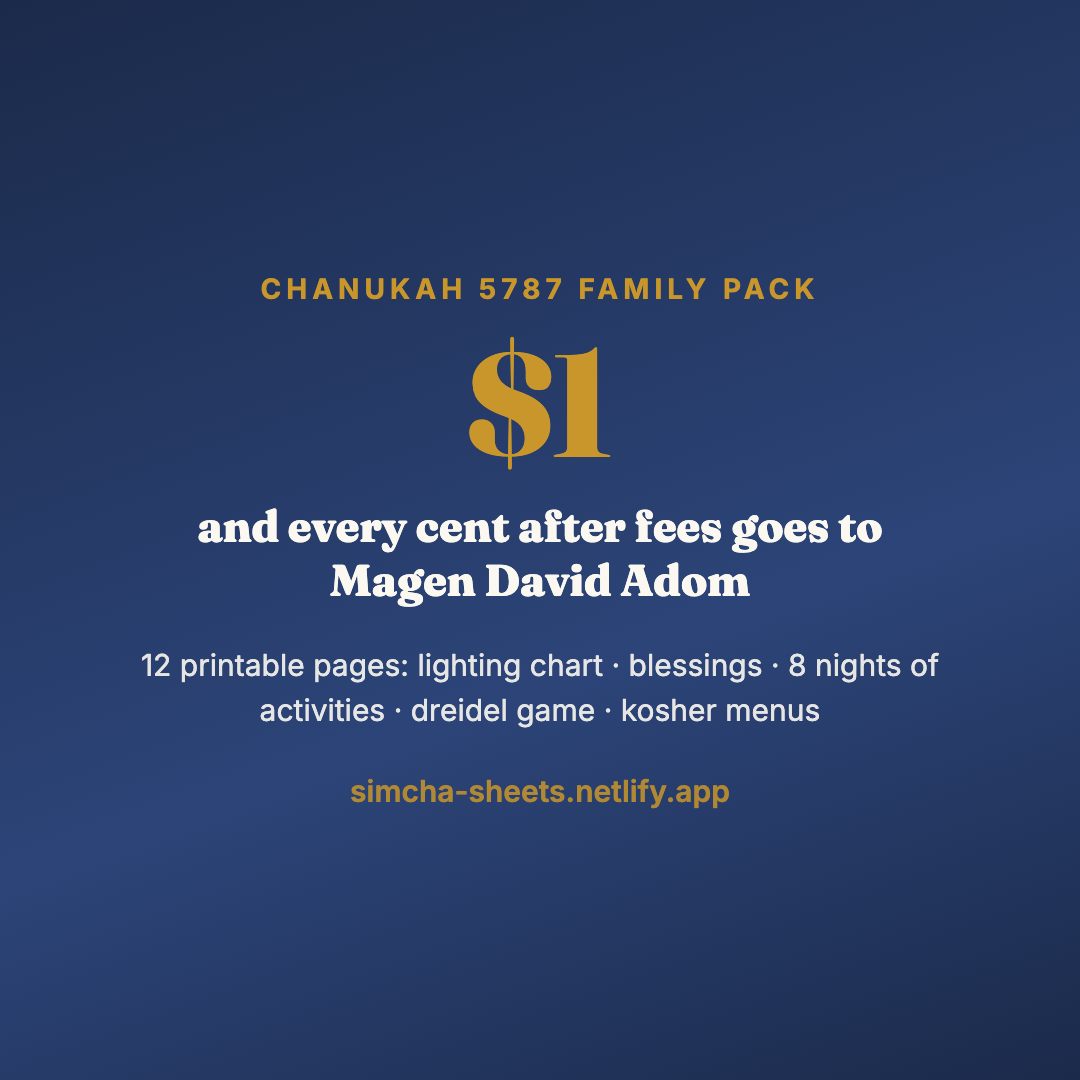 CHANUKAH 5787 FAMILY PACK
$1
and every cent after fees goes to
Magen David Adom
12 printable pages: lighting chart · blessings · 8 nights of
activities · dreidel game · kosher menus
simcha-sheets.netlify.app